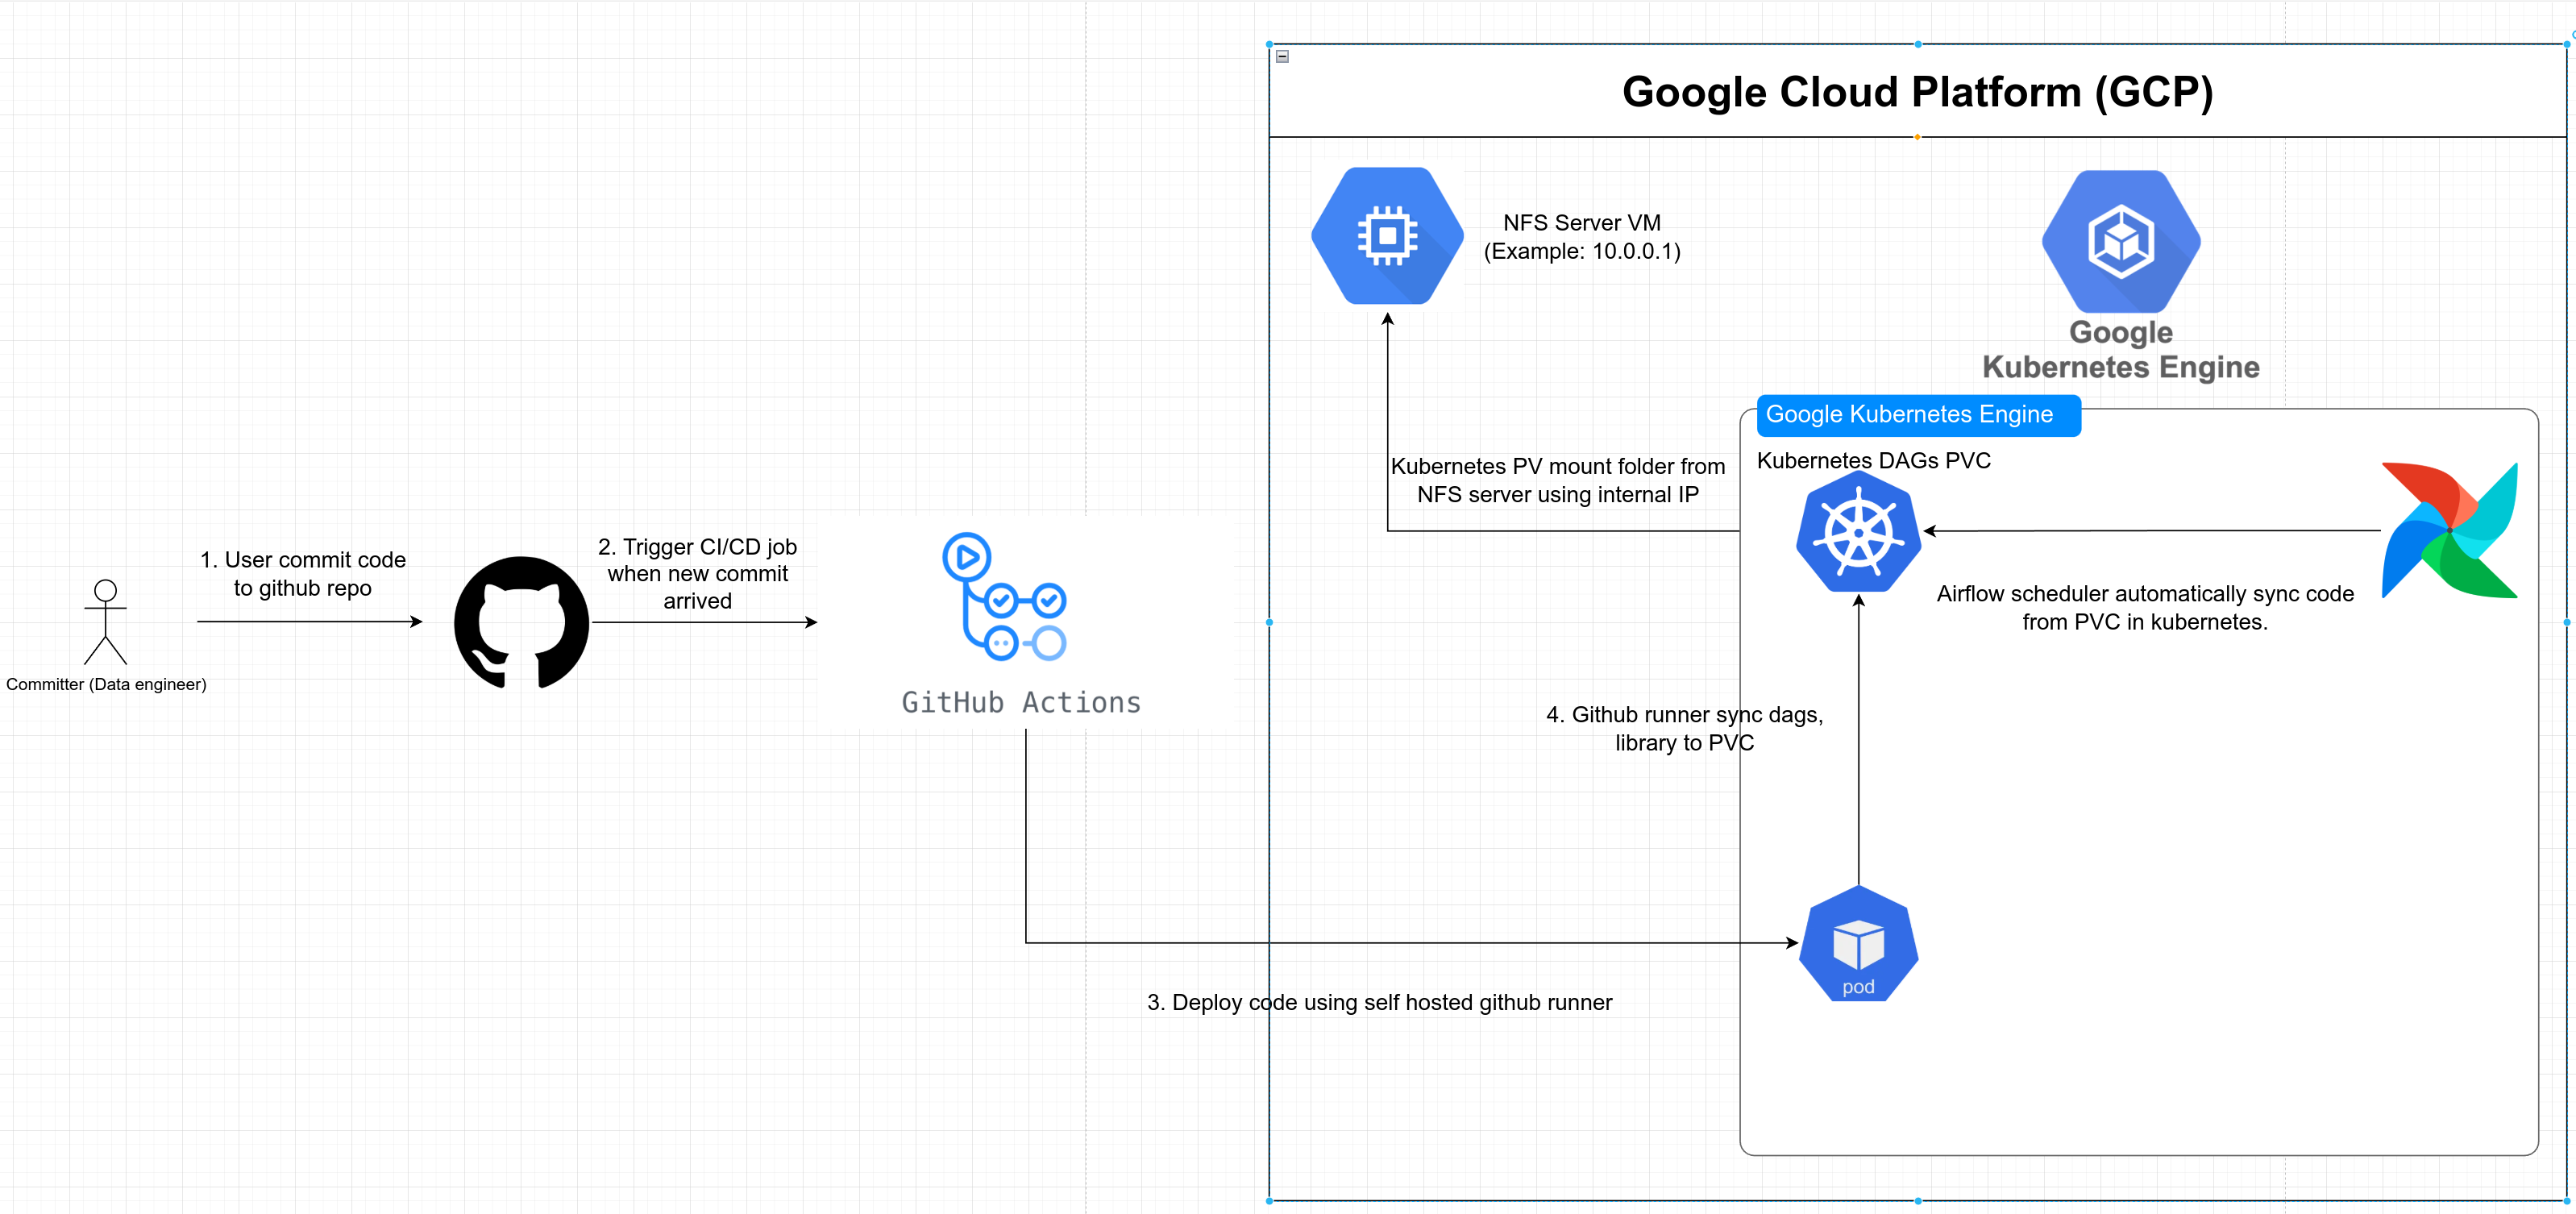 Google Cloud Platform (GCP)
NFS Server VM
(Example: 10.0.0.1)
Google
Kubernetes Engine
Google Kubernetes Engine
Kubernetes DAGs PVC
Kubernetes PV mount folder from
NFS server using internal IP
1. User commit code
to github repo
2. Trigger CI/CD job
when new commit
arrived
Committer (Data engineer)
GitHub Actions
Airflow scheduler automatically sync code
from PVC in kubernetes.
4. Github runner sync dags,
library to PVC
pod
3. Deploy code using self hosted github runner